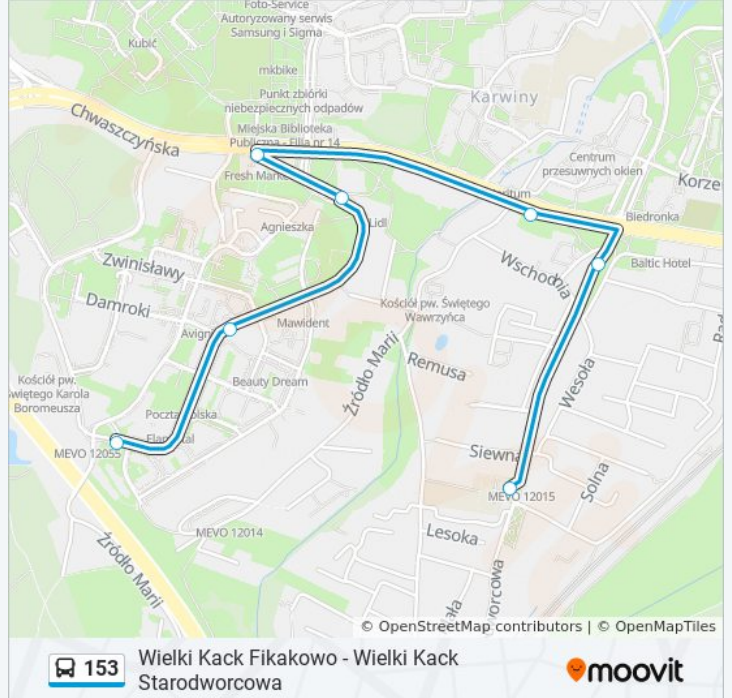 Foto-Service
Autoryzowany serwis
Samsung i Sigma
Kubić
mkbike
Punkt zbiórki
niebezpiecznych odpadów
Karwiny
Chwaszczyńska
Miejska Biblioteka
Publiczna - Filia nr 14
Centrum
przesuwnych okien
Fresh Mark
Korze
Biedronka
Lidl
Agnieszka
Baltic Hotel
Zwinisławy
Wschodnia
Damroki
Kościół pw. Świętego
Wawrzyńca
Mawident
Źródło Marii
Remusa
Kościół pw.
Świętego Karola
Boromeusza
Beauty Dream
Wesoła
Poczta Polska
MEVO 12055
Siewna
Solna
MEVO 12015
MEVO 12014
Lesoka
Źródło Marii
© OpenStreetMap contributors | © OpenMapTiles
153
Wielki Kack Fikakowo - Wielki Kack
Starodworcowa
moovit